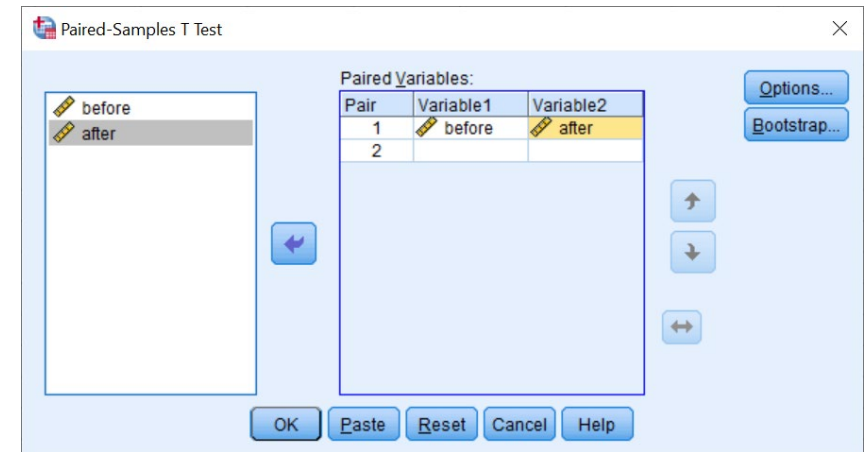 Paired-Samples T Test
before
after
Paired Variables:
Pair Variable1 Variable2
1 before after
2
Options...
Bootstrap...
OK Paste Reset Cancel Help